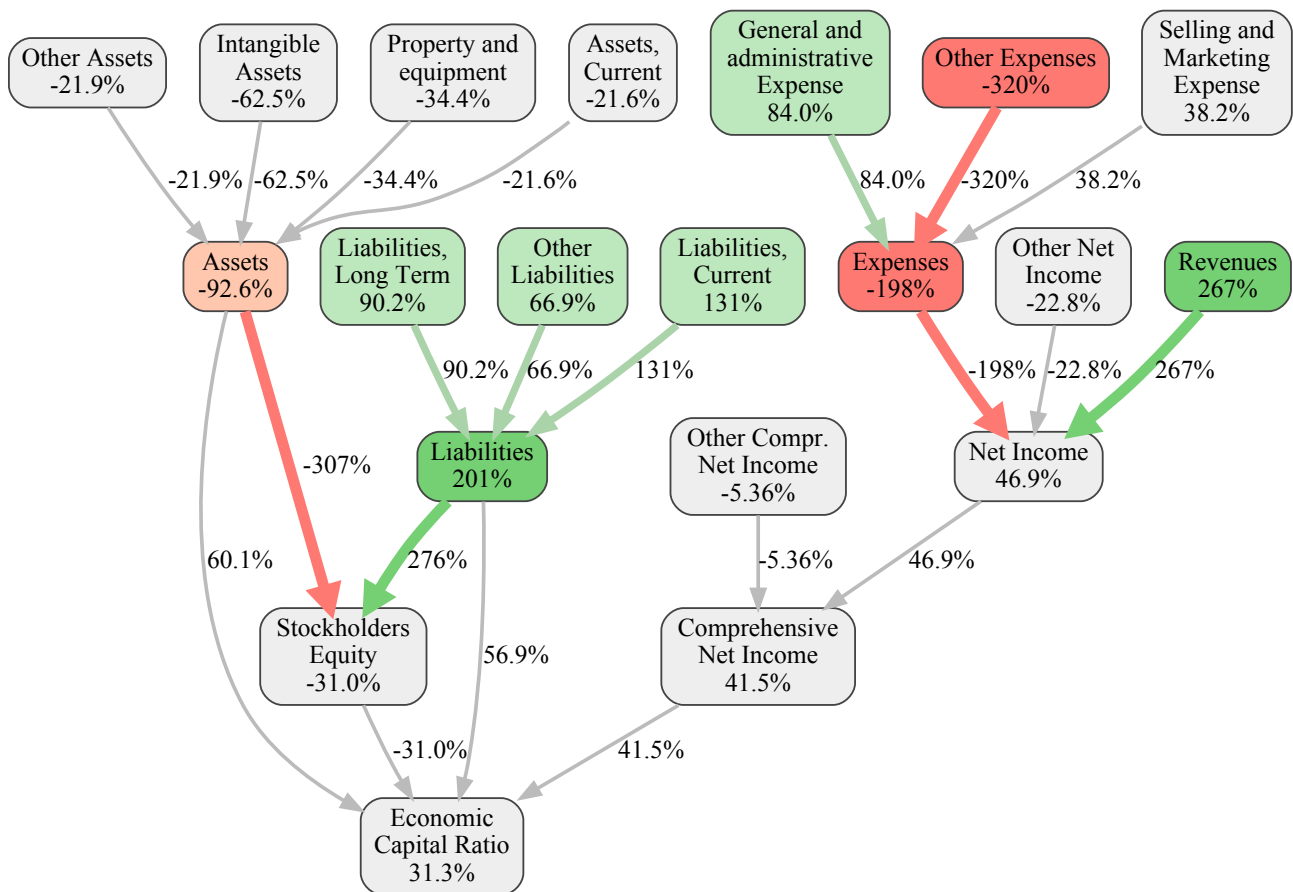 Other Assets
-21.9%
Intangible
Assets
-62.5%
Property and
equipment
-34.4%
Assets,
Current
-21.6%
General and
administrative
Expense
84.0%
Other Expenses
-320%
Selling and
Marketing
Expense
38.2%
-21.9%
-62.5%
-34.4%
-21.6%
84.0%
-320%
38.2%
Assets
-92.6%
Liabilities,
Long Term
90.2%
Other
Liabilities
66.9%
Liabilities,
Current
131%
Expenses
-198%
Other Net
Income
-22.8%
Revenues
267%
90.2%
66.9%
131%
-198%
-22.8%
267%
-307%
Liabilities
201%
Other Compr.
Net Income
-5.36%
Net Income
46.9%
60.1%
276%
-5.36%
46.9%
Stockholders
Equity
-31.0%
56.9%
Comprehensive
Net Income
41.5%
-31.0%
41.5%
Economic
Capital Ratio
31.3%